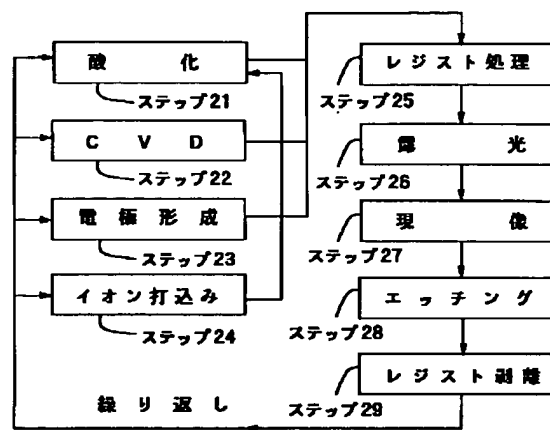 酸化
ステップ21
CVD
ステップ22
電極形成
ステップ23
イオン打込み
ステップ24
繰り返し
レジスト処理
ステップ25
露光
ステップ26
現像
ステップ27
エッチング
ステップ28
レジスト剥離
ステップ29